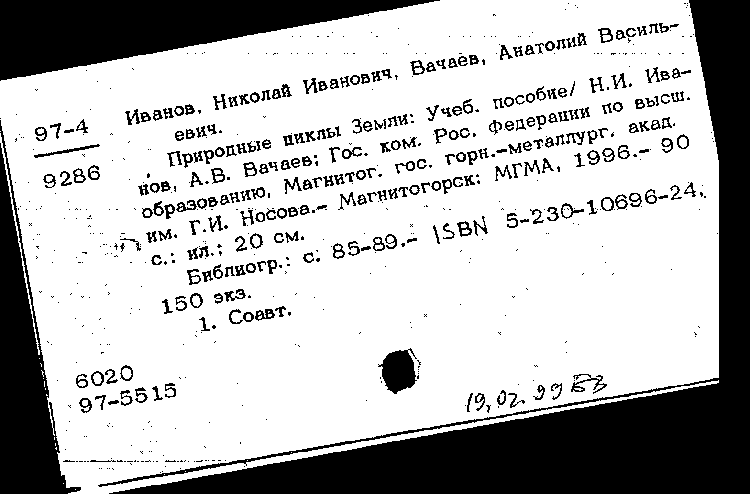 97-4
9286
Иванов, Николай Иванович, Вачаев, Анатолий Василь-
евич.
Природные циклы Земли: Учеб. пособие/ Н.И. Ива-
нов, А.В. Вачаев; Гос. ком. Рос. Федерации по высш.
образованию, Магнитог. гос. горн.-металлург. акад.
им. Г.И. Носова.- Магнитогорск: МГМА, 1996.- 90
с.: ил.; 20 см.
Библиогр.: с. 85-89.- ISBN 5-230-10696-24.
150 экз.
1. Соавт.
6020
97-5515
19,02.99